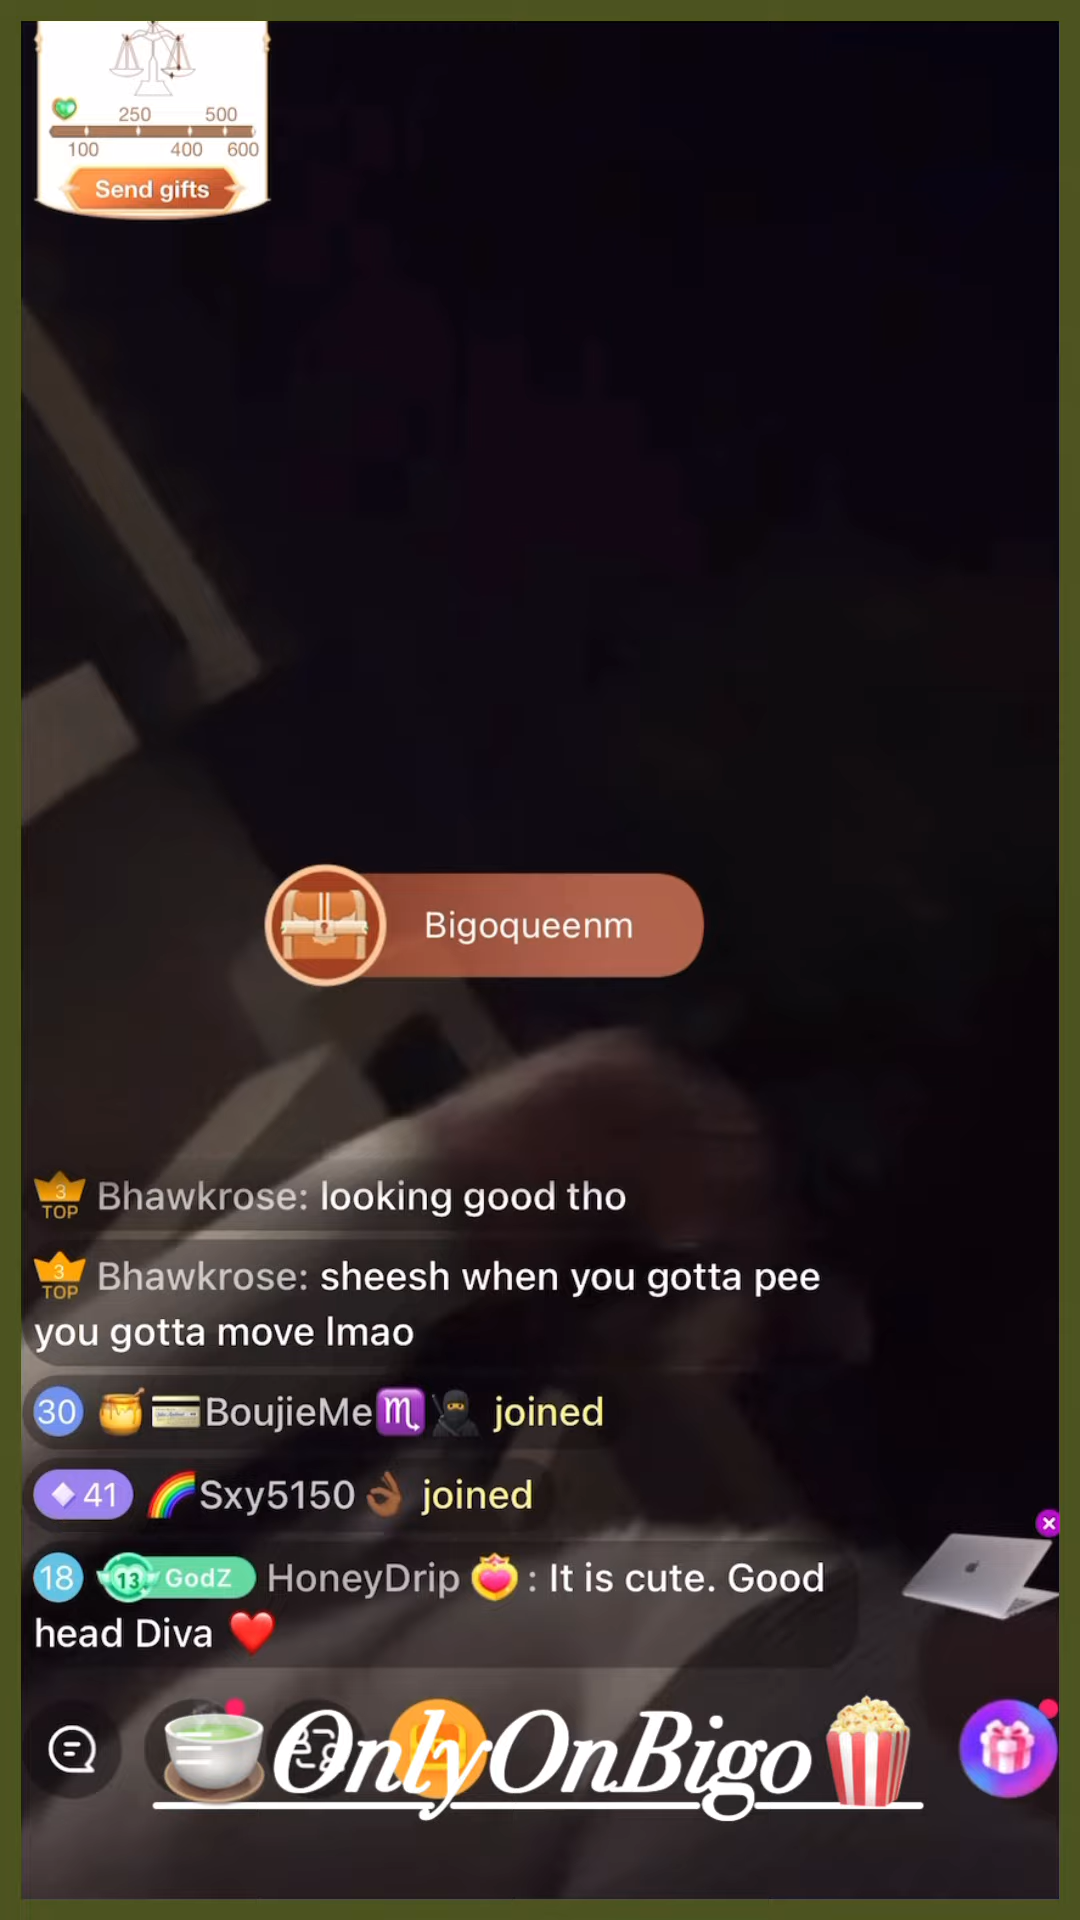 250 500
100 400 600
Send gifts
Bigoqueenm
3
TOP Bhawkrose: looking good tho
3
TOP Bhawkrose: sheesh when you gotta pee
you gotta move lmao
30 🍯💳BoujieMe♏🥷 joined
41 🌈Sxy5150👌🏾 joined
18 13 GodZ HoneyDrip 💟 : It is cute. Good
head Diva ❤️
🍵OnlyOnBigo🍿